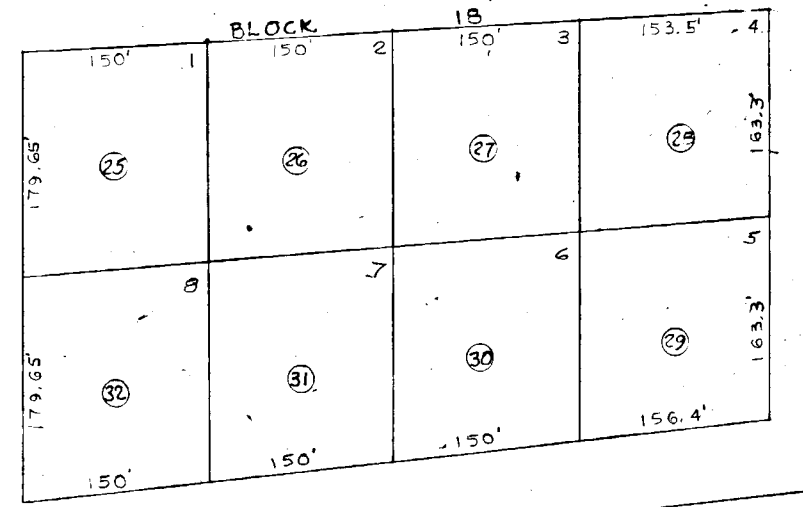 BLOCK 18
150' 1 150' 2 150' 3 153.5' 4
179.65' 25 26 27 28 163.3'
8 7 6 5
179.65' 32 31 30 29 163.3'
150' 150' 150' 156.4'